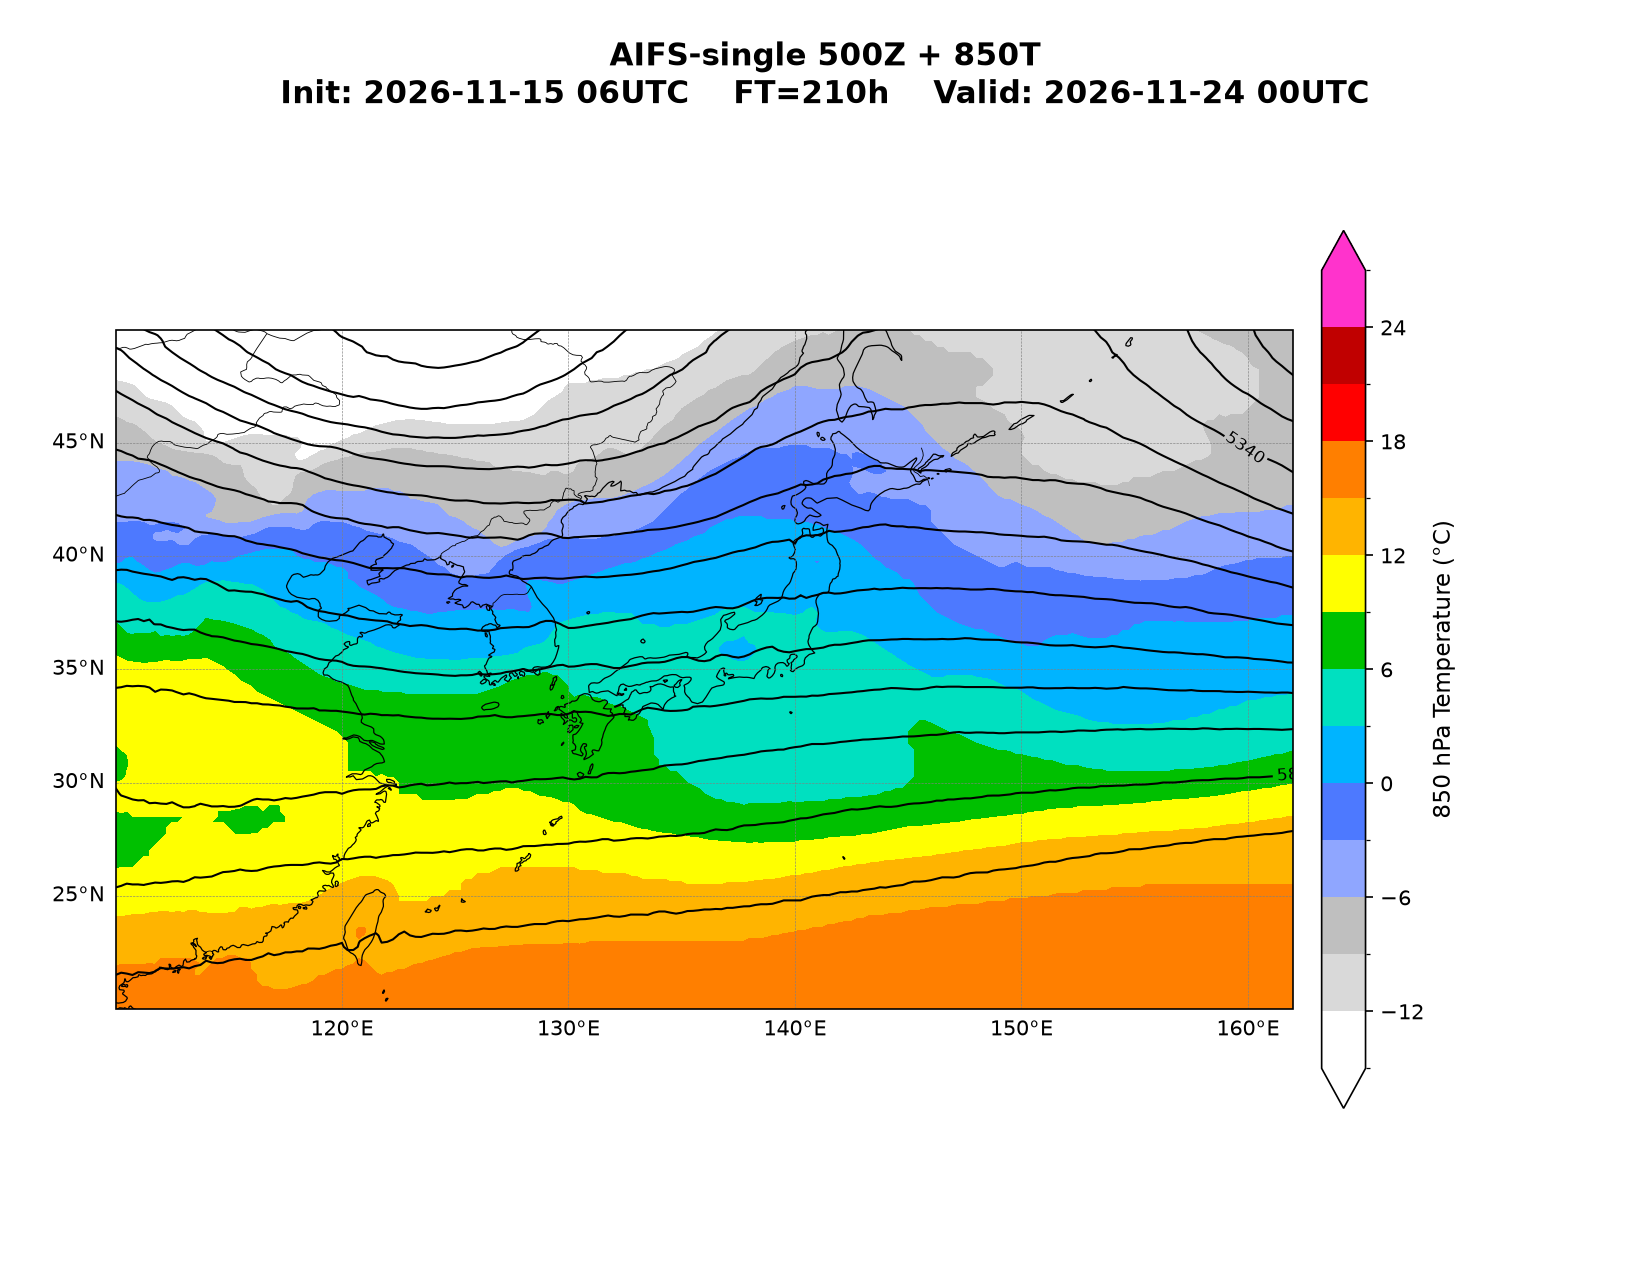 AIFS-single 500Z + 850T
Init: 2026-11-15 06UTC    FT=210h    Valid: 2026-11-24 00UTC
24
18
12
6
0
−6
−12
850 hPa Temperature (°C)
45°N
40°N
35°N
30°N
25°N
5340
58
120°E
130°E
140°E
150°E
160°E